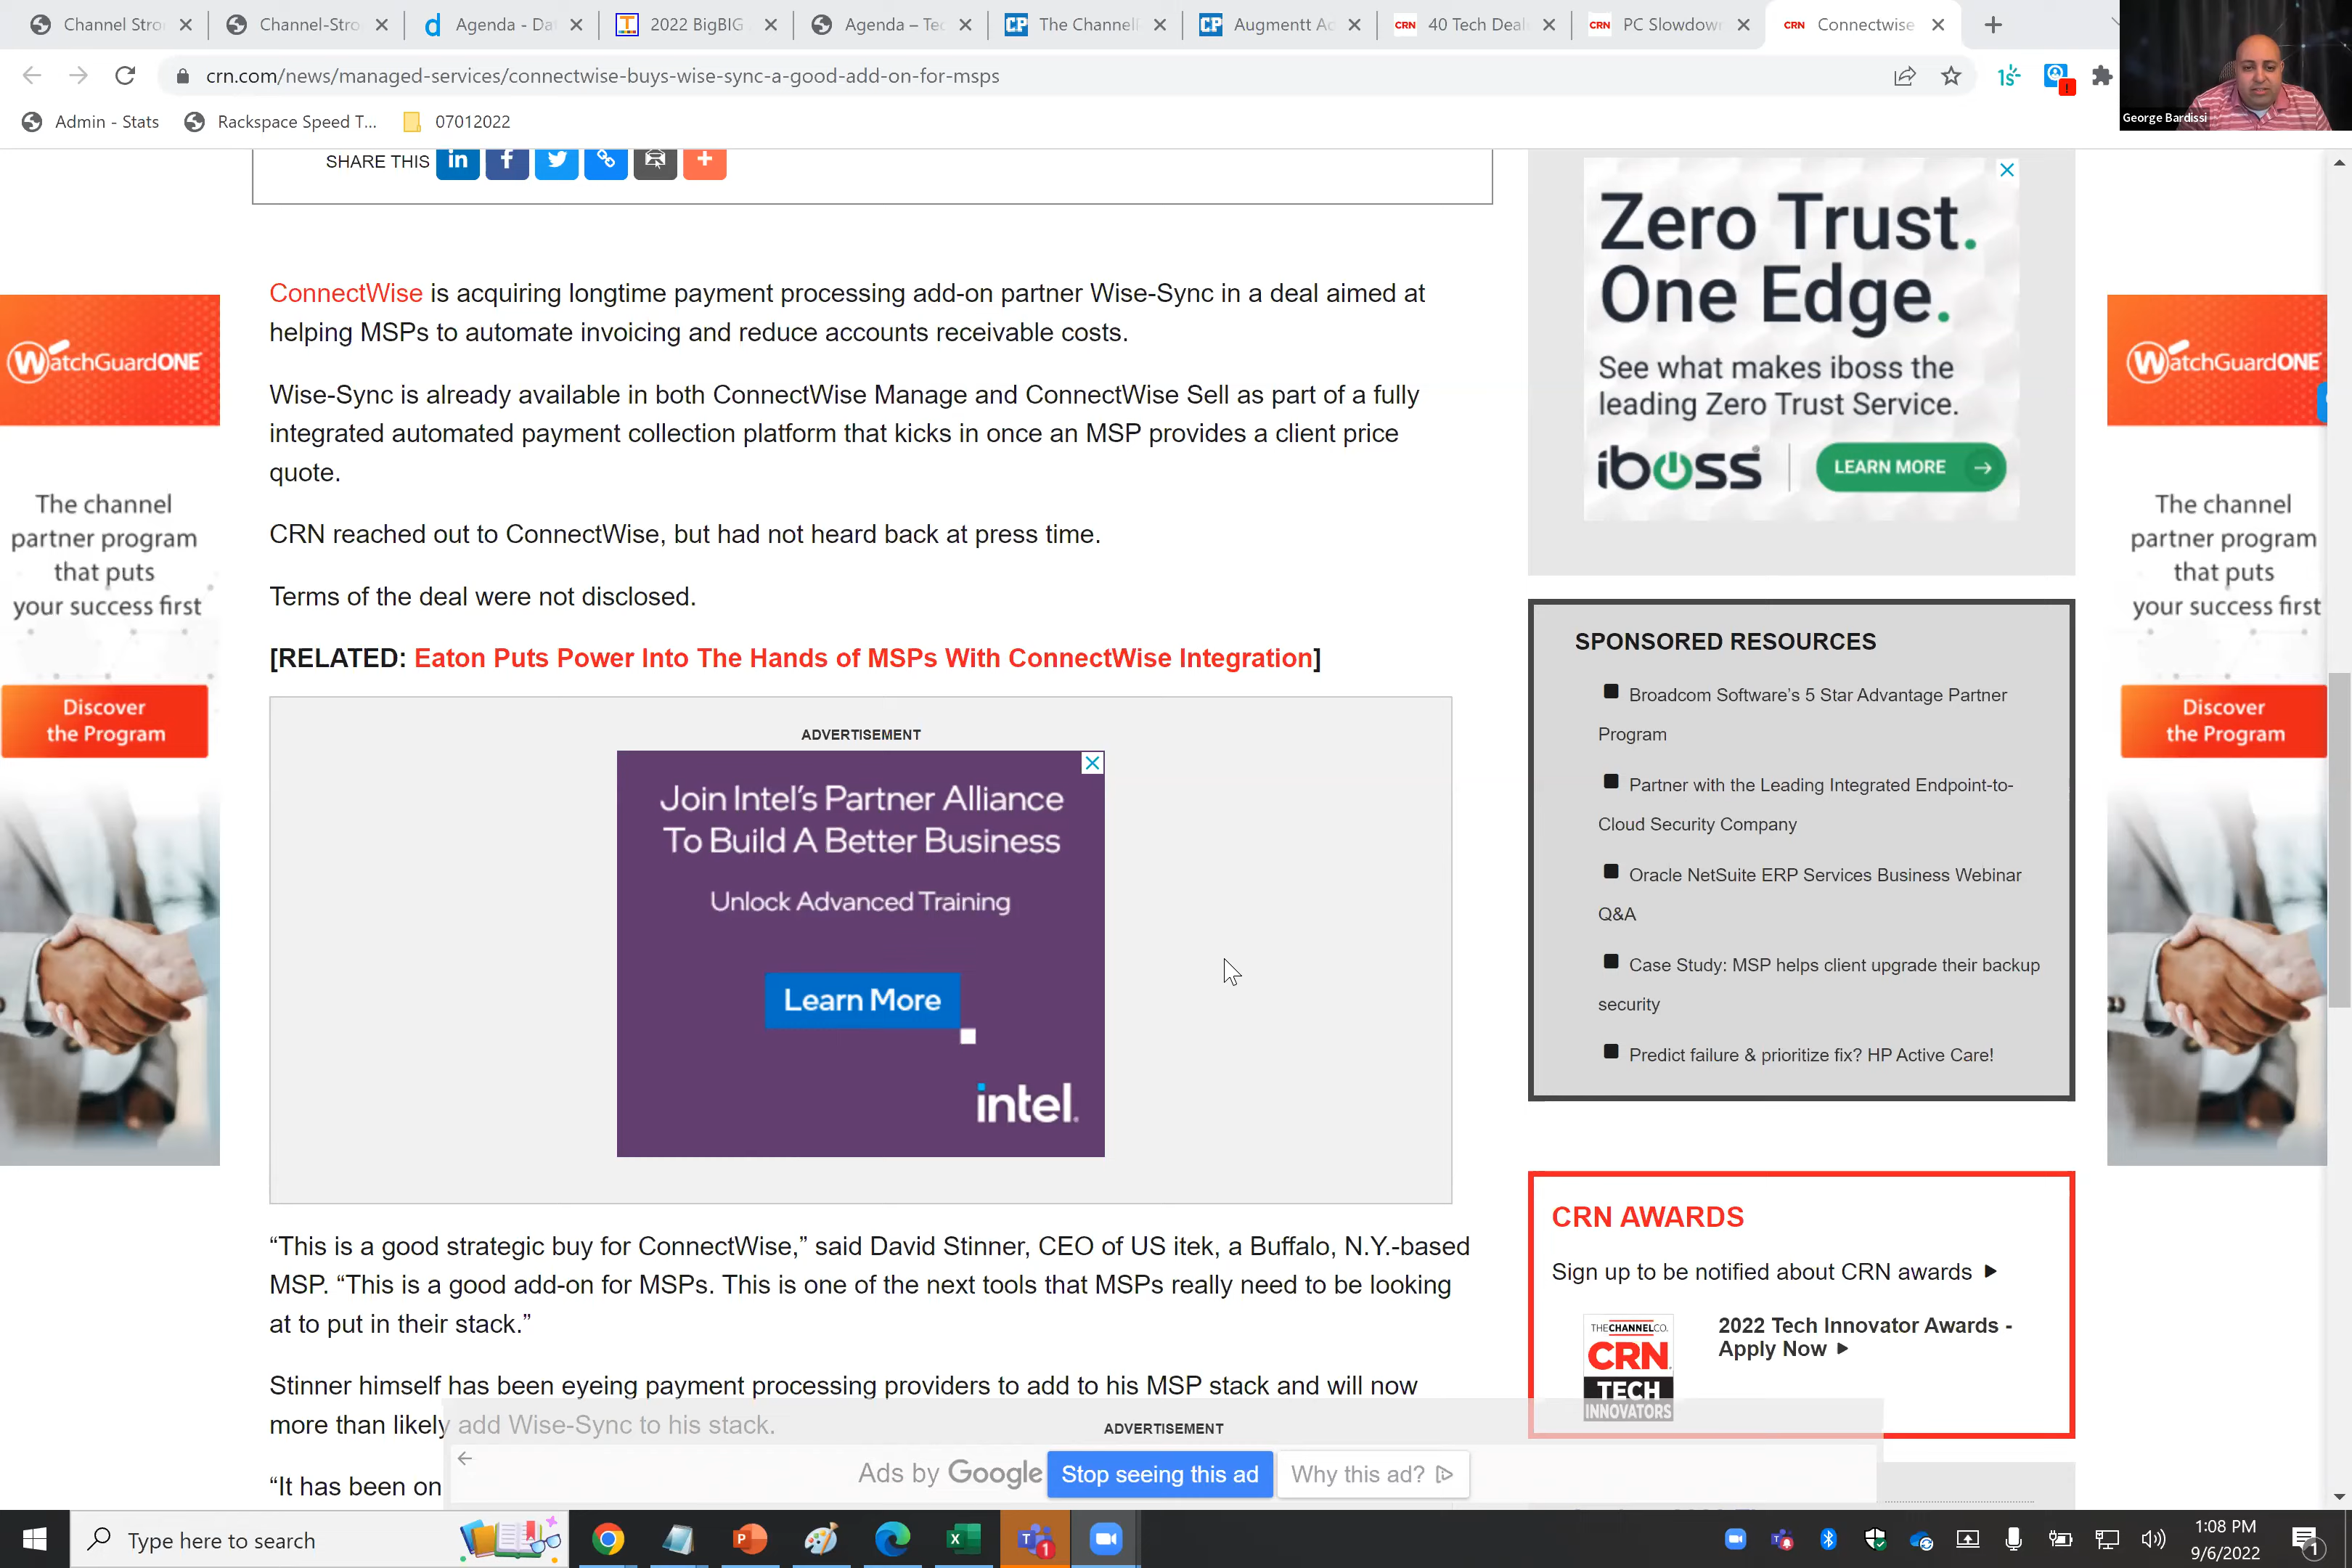 Channel Stro
Channel-Stro
Agenda - Da
2022 BigBIG
Agenda – Tec
The Channell
Augmentt Ac
40 Tech Deal
PC Slowdow
Connectwise
crn.com/news/managed-services/connectwise-buys-wise-sync-a-good-add-on-for-msps
Admin - Stats
Rackspace Speed T...
07012022
George Bardissi
SHARE THIS
ConnectWise is acquiring longtime payment processing add-on partner Wise-Sync in a deal aimed at
helping MSPs to automate invoicing and reduce accounts receivable costs.
Wise-Sync is already available in both ConnectWise Manage and ConnectWise Sell as part of a fully
integrated automated payment collection platform that kicks in once an MSP provides a client price
quote.
CRN reached out to ConnectWise, but had not heard back at press time.
Terms of the deal were not disclosed.
[RELATED: Eaton Puts Power Into The Hands of MSPs With ConnectWise Integration]
ADVERTISEMENT
Join Intel's Partner Alliance
To Build A Better Business
Unlock Advanced Training
Learn More
intel.
“This is a good strategic buy for ConnectWise,” said David Stinner, CEO of US itek, a Buffalo, N.Y.-based
MSP. “This is a good add-on for MSPs. This is one of the next tools that MSPs really need to be looking
at to put in their stack.”
Stinner himself has been eyeing payment processing providers to add to his MSP stack and will now
more than likely add Wise-Sync to his stack.
“It has been on
WatchGuardONE
The channel
partner program
that puts
your success first
Discover
the Program
Zero Trust.
One Edge.
See what makes iboss the
leading Zero Trust Service.
iboss
LEARN MORE
SPONSORED RESOURCES
Broadcom Software's 5 Star Advantage Partner
Program
Partner with the Leading Integrated Endpoint-to-
Cloud Security Company
Oracle NetSuite ERP Services Business Webinar
Q&A
Case Study: MSP helps client upgrade their backup
security
Predict failure & prioritize fix? HP Active Care!
CRN AWARDS
Sign up to be notified about CRN awards
THE CHANNEL CO.
CRN
TECH
INNOVATORS
2022 Tech Innovator Awards -
Apply Now
WatchGuardONE
The channel
partner program
that puts
your success first
Discover
the Program
ADVERTISEMENT
Ads by Google
Stop seeing this ad
Why this ad?
Type here to search
1:08 PM
9/6/2022